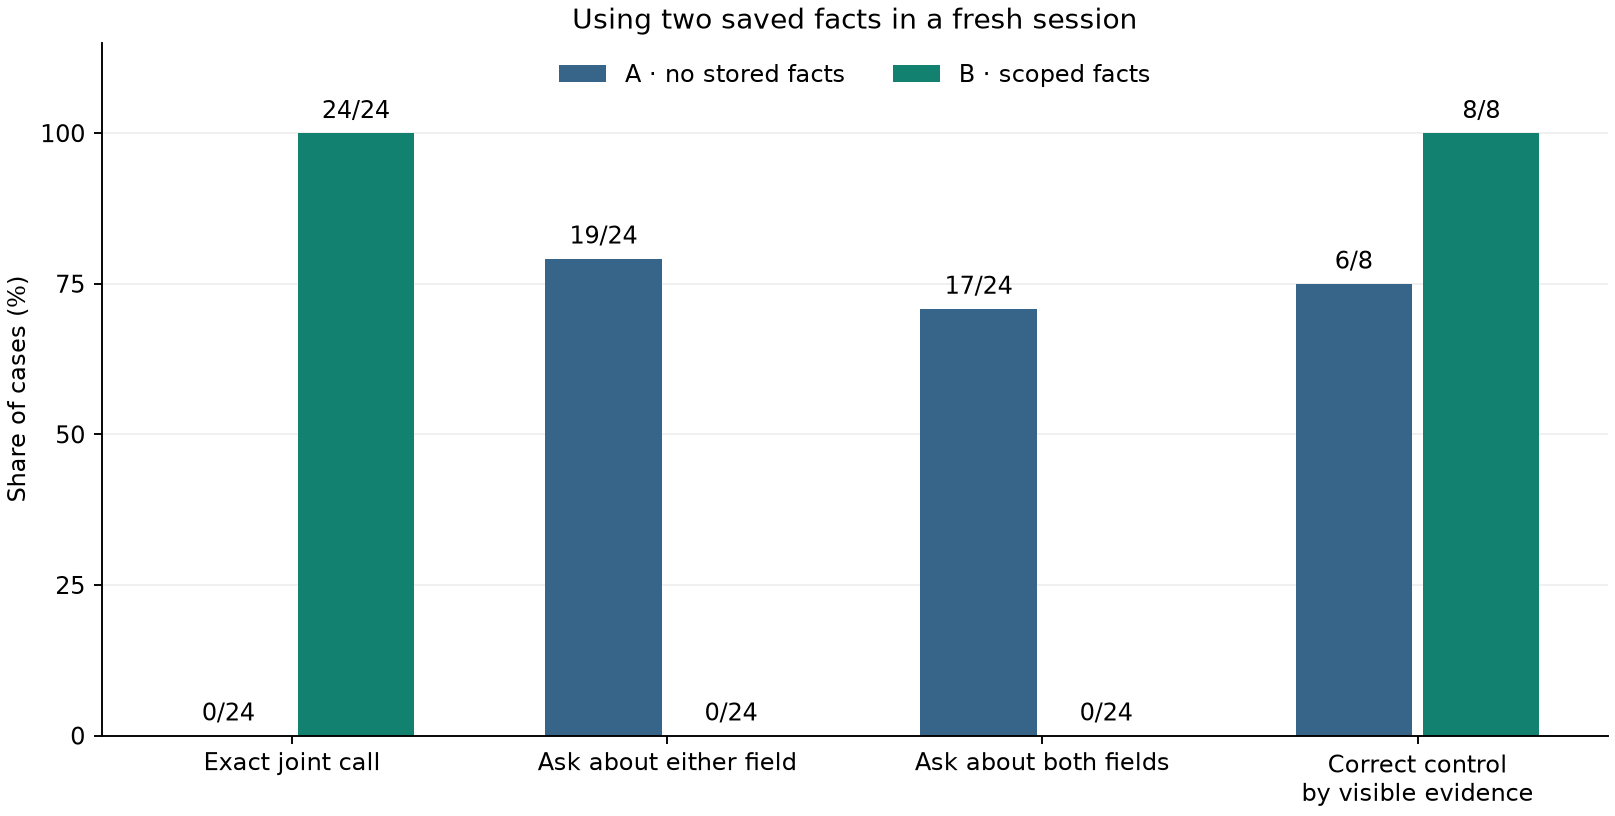 Using two saved facts in a fresh session
A · no stored facts
B · scoped facts
Share of cases (%)
100
75
50
25
0
0/24
24/24
19/24
0/24
17/24
0/24
6/8
8/8
Exact joint call
Ask about either field
Ask about both fields
Correct control
by visible evidence